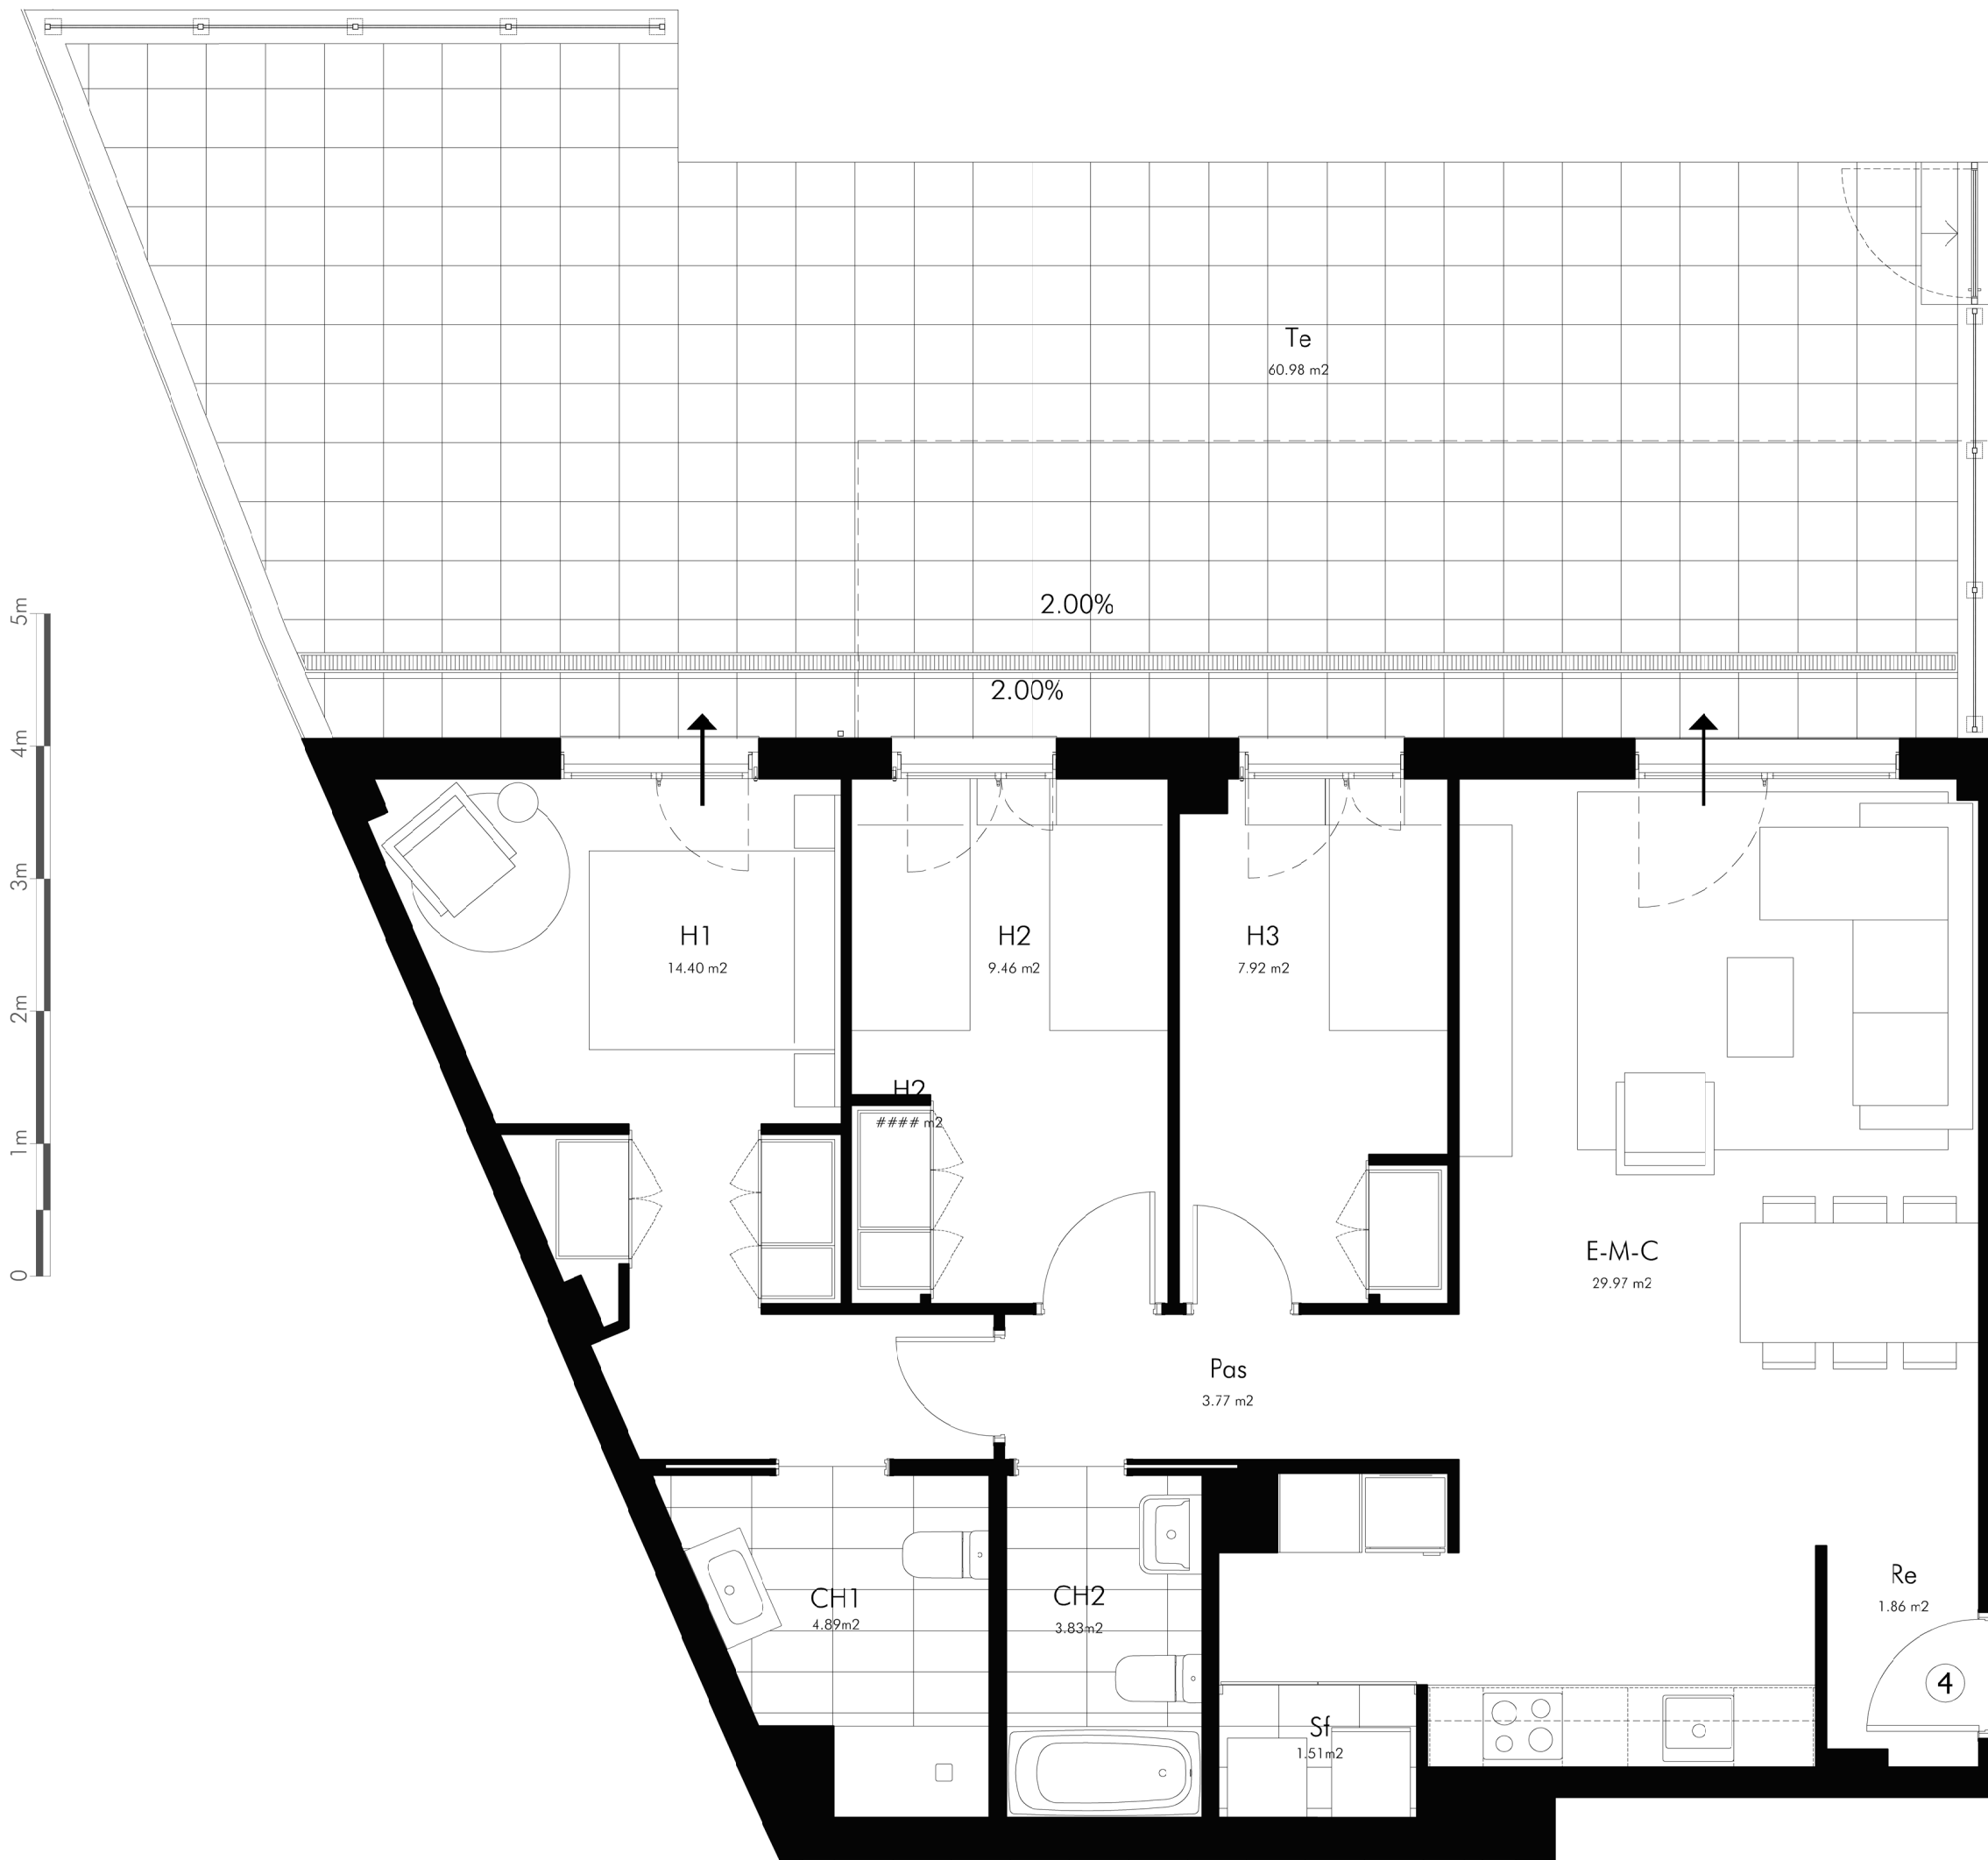 Te
60.98 m2
2.00%
2.00%
5m
4m
3m
2m
1m
0
H1
14.40 m2
H2
9.46 m2
H3
7.92 m2
H2
#### m2
E-M-C
29.97 m2
Pas
3.77 m2
CH1
4.89m2
CH2
3.83m2
Re
1.86 m2
4
Sf
1.51m2